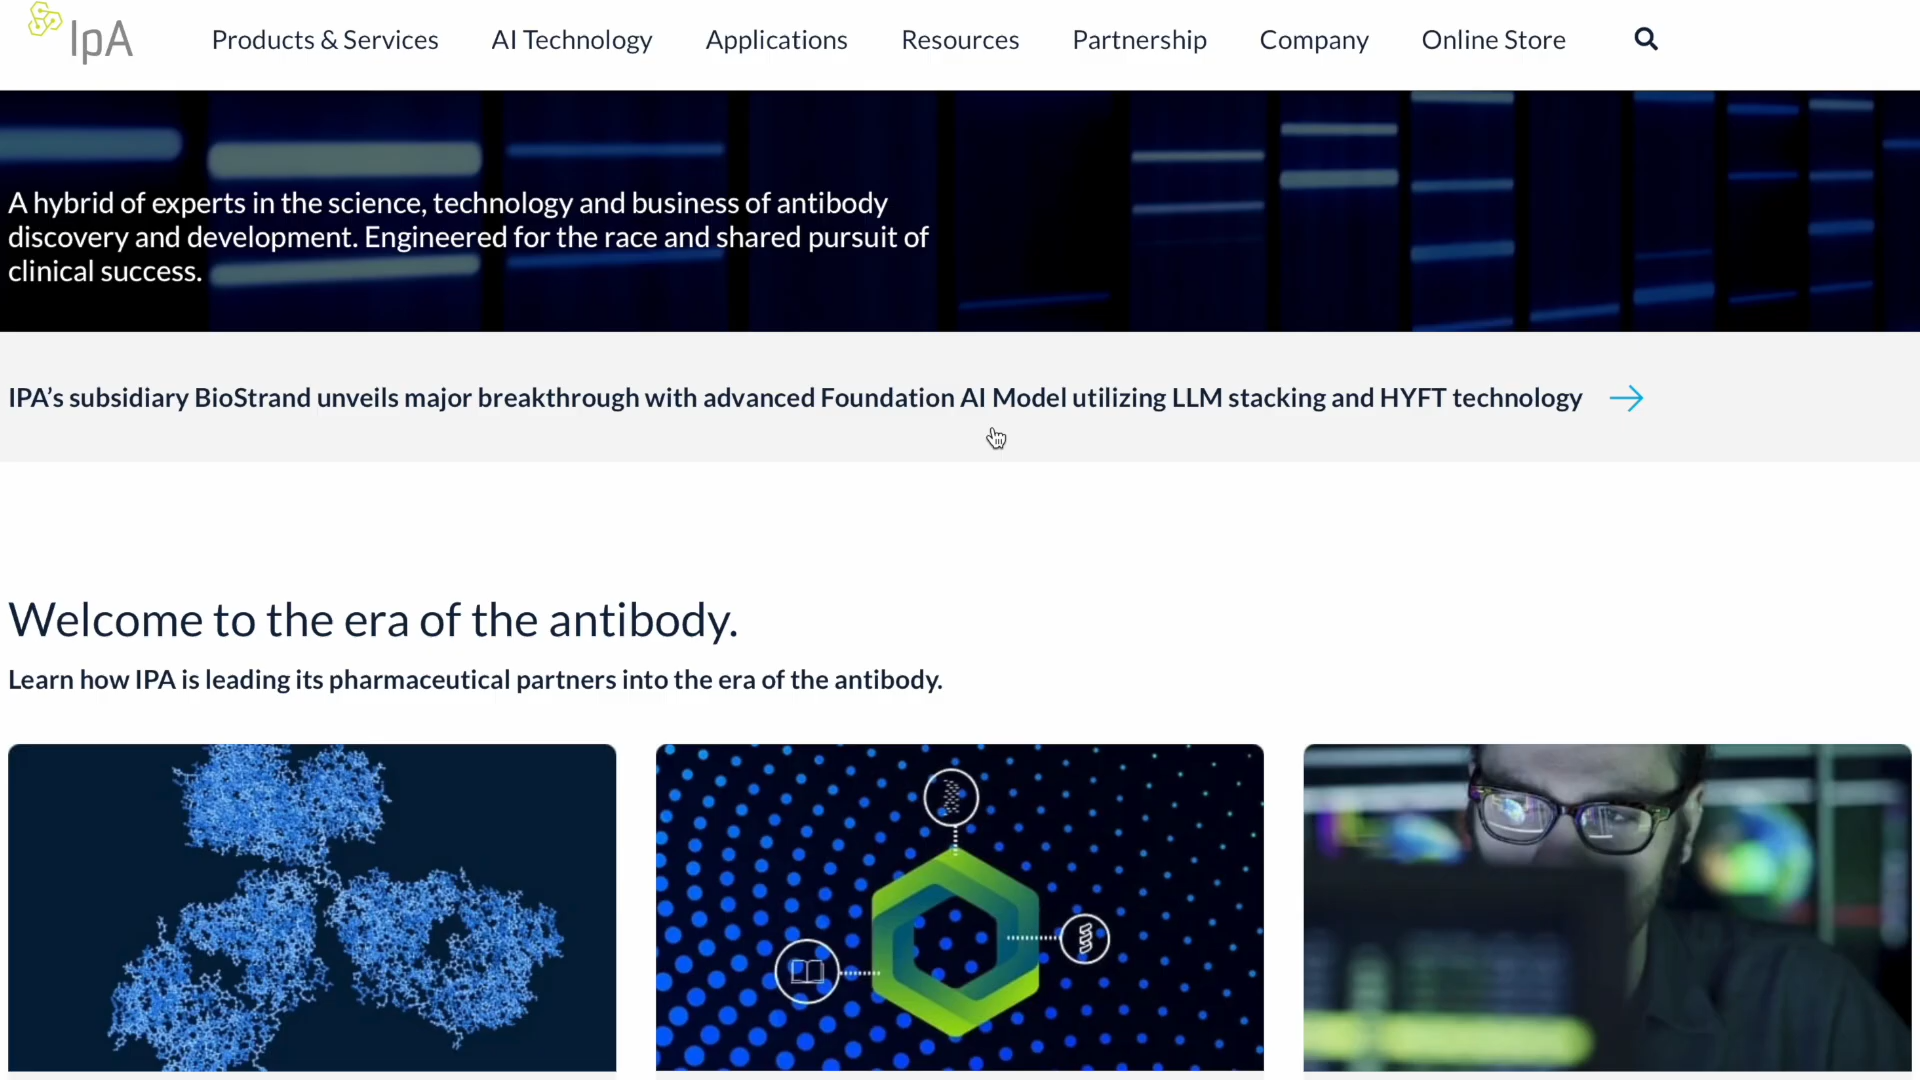 IpA
Products & Services
AI Technology
Applications
Resources
Partnership
Company
Online Store
A hybrid of experts in the science, technology and business of antibody
discovery and development. Engineered for the race and shared pursuit of
clinical success.
IPA’s subsidiary BioStrand unveils major breakthrough with advanced Foundation AI Model utilizing LLM stacking and HYFT technology
Welcome to the era of the antibody.
Learn how IPA is leading its pharmaceutical partners into the era of the antibody.